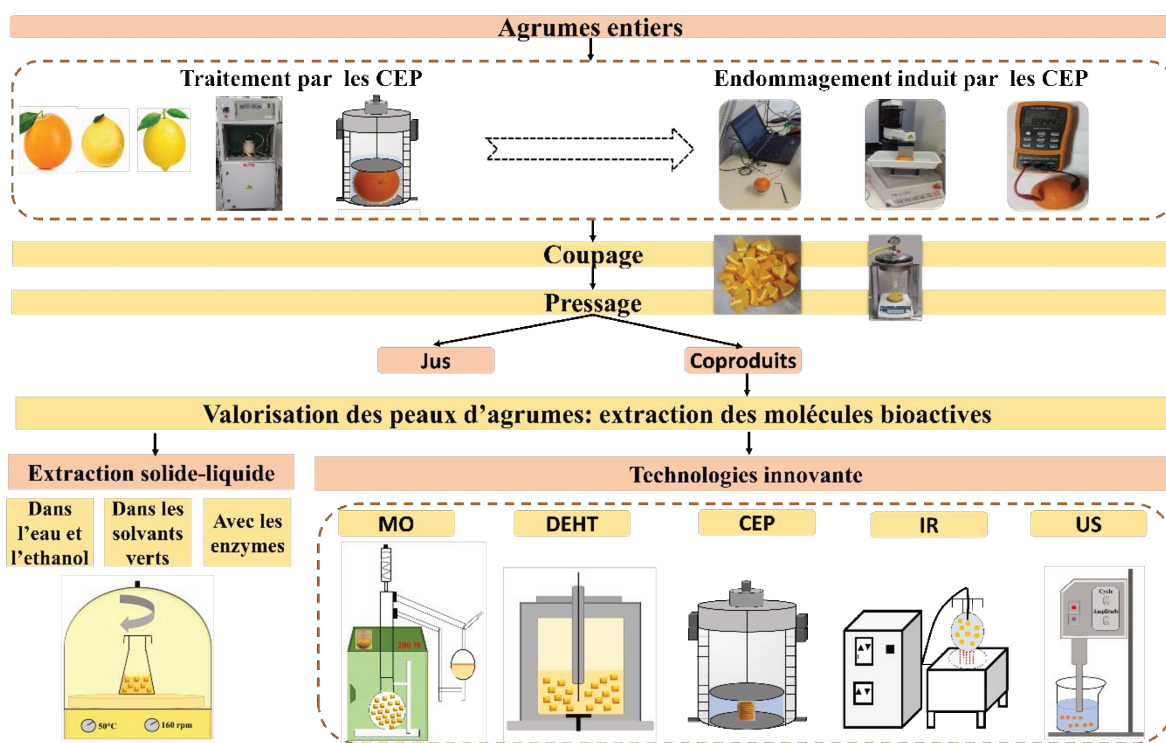 Agrumes entiers
Traitement par les CEP
Endommagement induit par les CEP
Coupage
Pressage
Jus
Coproduits
Valorisation des peaux d'agrumes: extraction des molécules bioactives
Extraction solide-liquide
Technologies innovante
Dans
l'eau et
l'ethanol
Dans les
solvants
verts
Avec les
enzymes
MO
DEHT
CEP
IR
US
200 W
Cycle
Amplitude
50°C
160 rpm